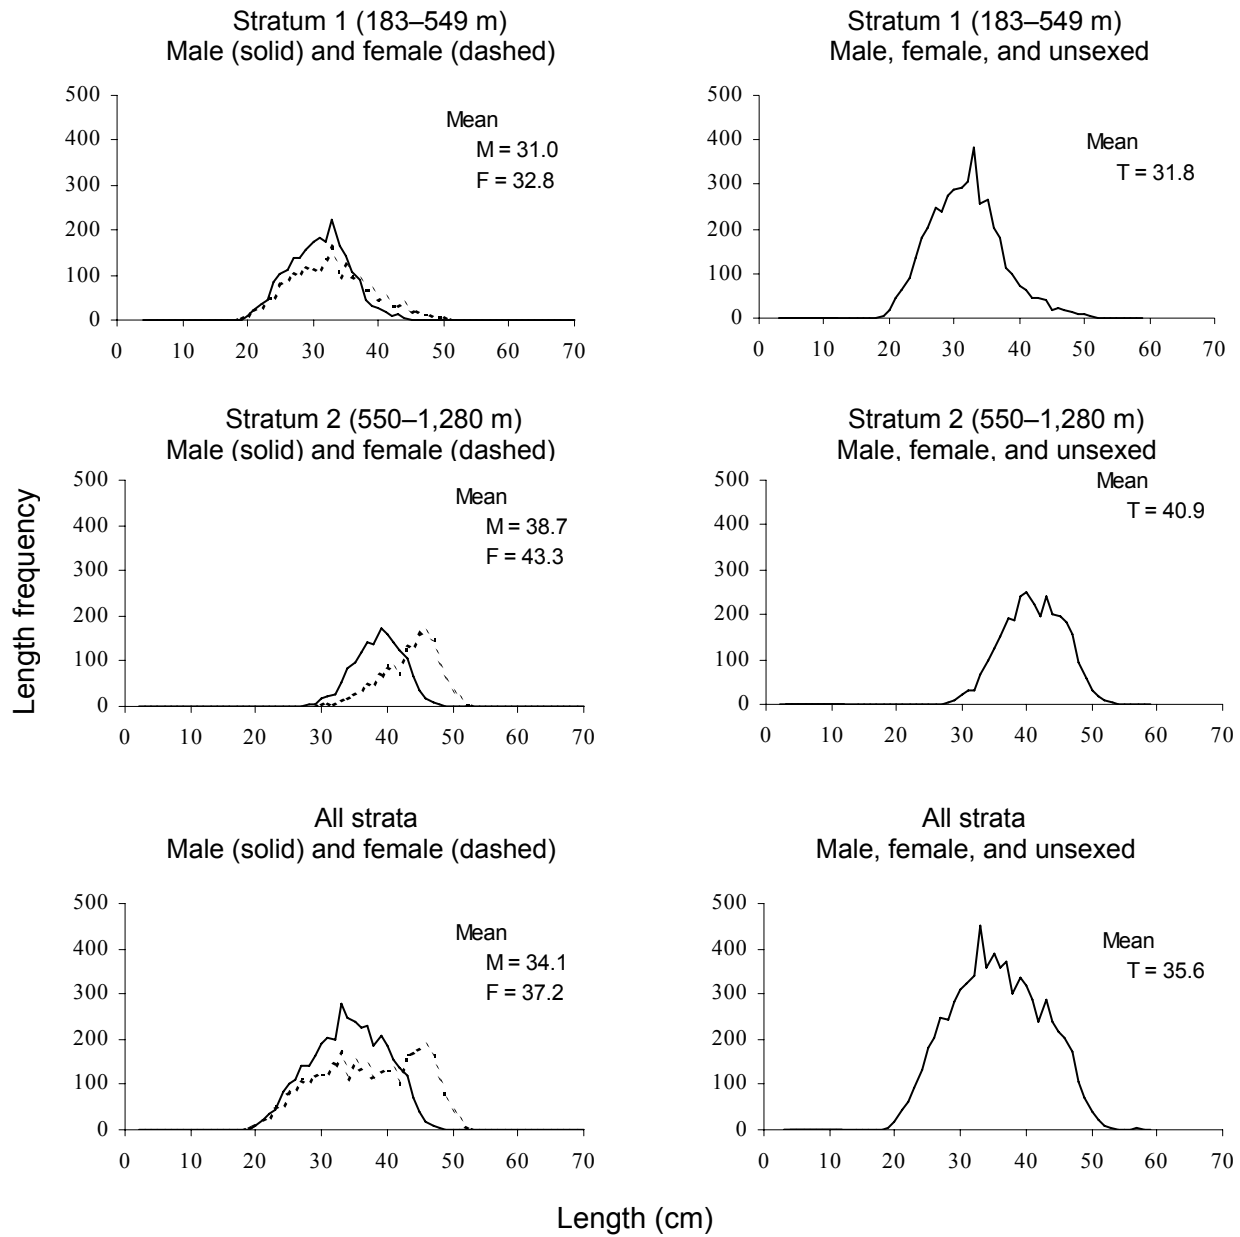 Stratum 1 (183–549 m)
Male (solid) and female (dashed)
500
400
300
200
100
0
0 10 20 30 40 50 60 70
Mean
M = 31.0
F = 32.8
Stratum 1 (183–549 m)
Male, female, and unsexed
500
400
300
200
100
0
0 10 20 30 40 50 60 70
Mean
T = 31.8
Stratum 2 (550–1,280 m)
Male (solid) and female (dashed)
500
400
300
200
100
0
0 10 20 30 40 50 60 70
Mean
M = 38.7
F = 43.3
Stratum 2 (550–1,280 m)
Male, female, and unsexed
500
400
300
200
100
0
0 10 20 30 40 50 60 70
Mean
T = 40.9
Length frequency
All strata
Male (solid) and female (dashed)
500
400
300
200
100
0
0 10 20 30 40 50 60 70
Mean
M = 34.1
F = 37.2
All strata
Male, female, and unsexed
500
400
300
200
100
0
0 10 20 30 40 50 60 70
Mean
T = 35.6
Length (cm)